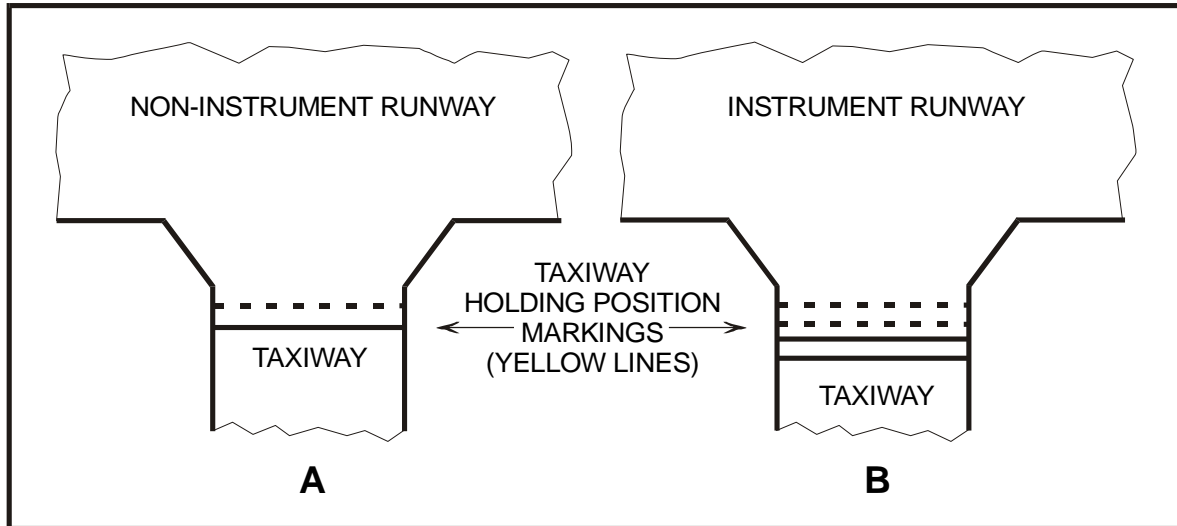 NON-INSTRUMENT RUNWAY
INSTRUMENT RUNWAY
TAXIWAY
HOLDING POSITION
MARKINGS
(YELLOW LINES)
TAXIWAY
TAXIWAY
A
B